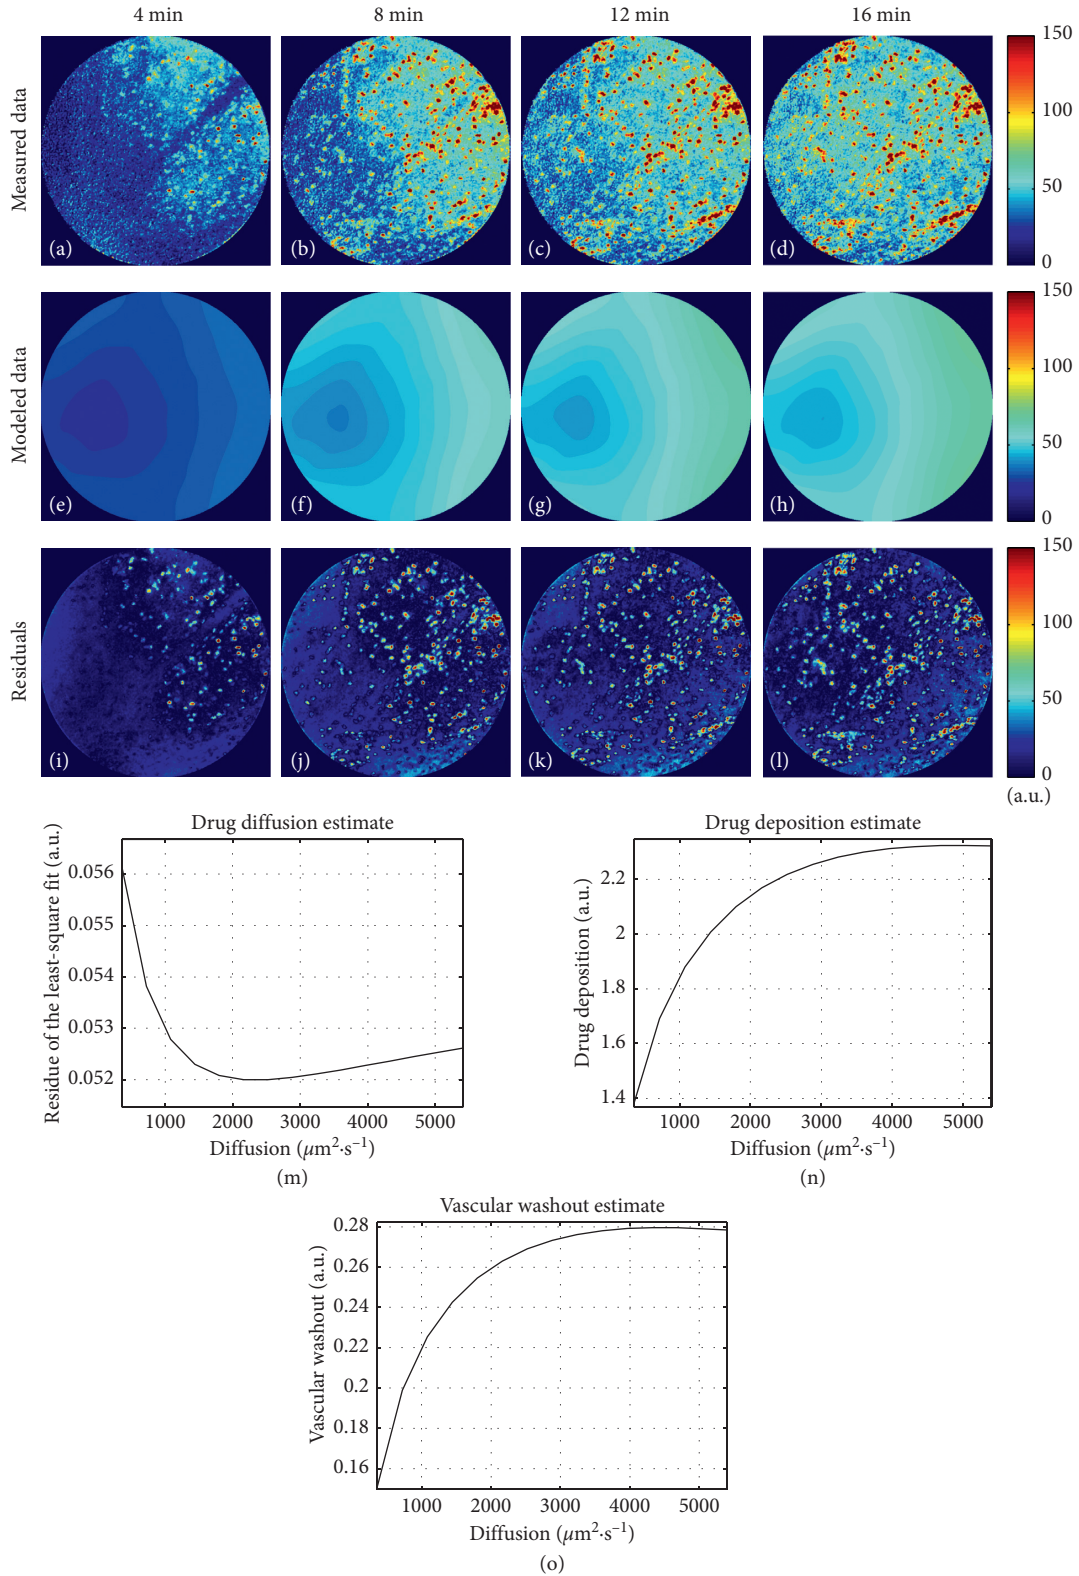 4 min 8 min 12 min 16 min
Measured data
(a) (b) (c) (d)
150
100
50
0
Modeled data
(e) (f) (g) (h)
150
100
50
0
Residuals
(i) (j) (k) (l)
150
100
50
0
(a.u.)
Drug diffusion estimate
Residue of the least-square fit (a.u.)
0.056
0.055
0.054
0.053
0.052
1000 2000 3000 4000 5000
Diffusion (μm²·s⁻¹)
(m)
Drug deposition estimate
Drug deposition (a.u.)
2.2
2
1.8
1.6
1.4
1000 2000 3000 4000 5000
Diffusion (μm²·s⁻¹)
(n)
Vascular washout estimate
Vascular washout (a.u.)
0.28
0.26
0.24
0.22
0.2
0.18
0.16
1000 2000 3000 4000 5000
Diffusion (μm²·s⁻¹)
(o)